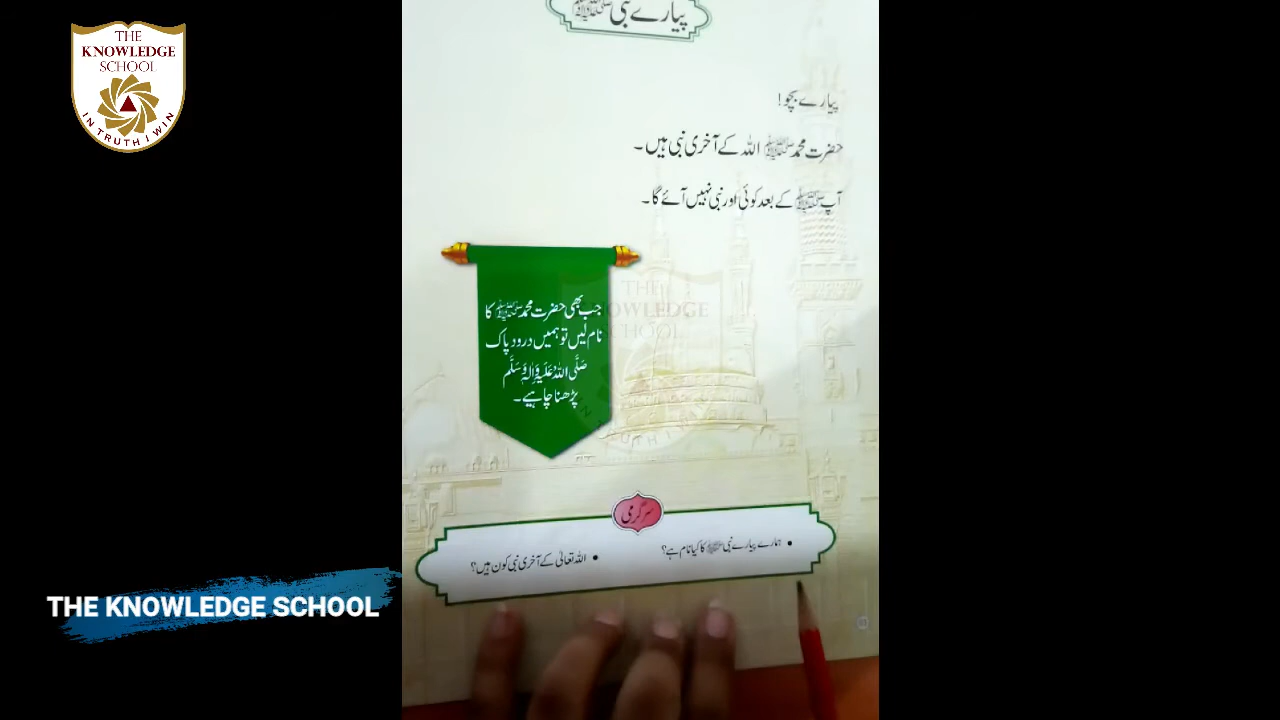 THE
KNOWLEDGE
SCHOOL
IN TRUTH I WIN
پیارے نبی ﷺ
پیارے بچو!
حضرت محمد ﷺ اللہ کے آخری نبی ہیں۔
آپ ﷺ کے بعد کوئی اور نبی نہیں آئے گا۔
جب بھی حضرت محمد ﷺ کا
نام لیں تو ہمیں درود پاک
صَلَّی اللہُ عَلَیْہِ وَاٰلِہٖ وَسَلَّم
پڑھنا چاہیے۔
THE
KNOWLEDGE
SCHOOL
سرگرمی
• ہمارے پیارے نبی ﷺ کا کیا نام ہے؟
• اللہ تعالیٰ کے آخری نبی کون ہیں؟
THE KNOWLEDGE SCHOOL